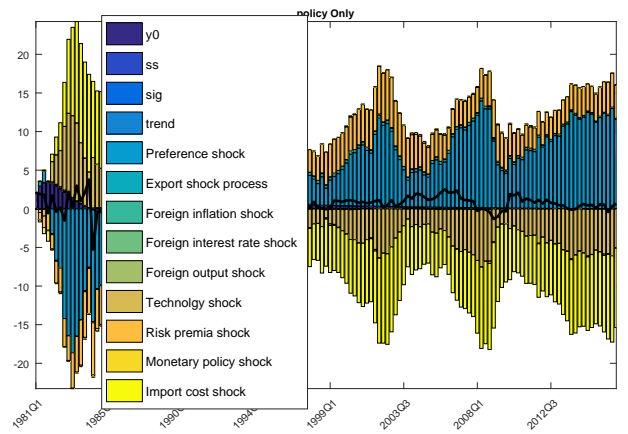 policy Only
20
15
10
5
0
-5
-10
-15
-20
y0
ss
sig
trend
Preference shock
Export shock process
Foreign inflation shock
Foreign interest rate shock
Foreign output shock
Technolgy shock
Risk premia shock
Monetary policy shock
Import cost shock
1981Q1
1999Q1
2003Q3
2008Q1
2012Q3